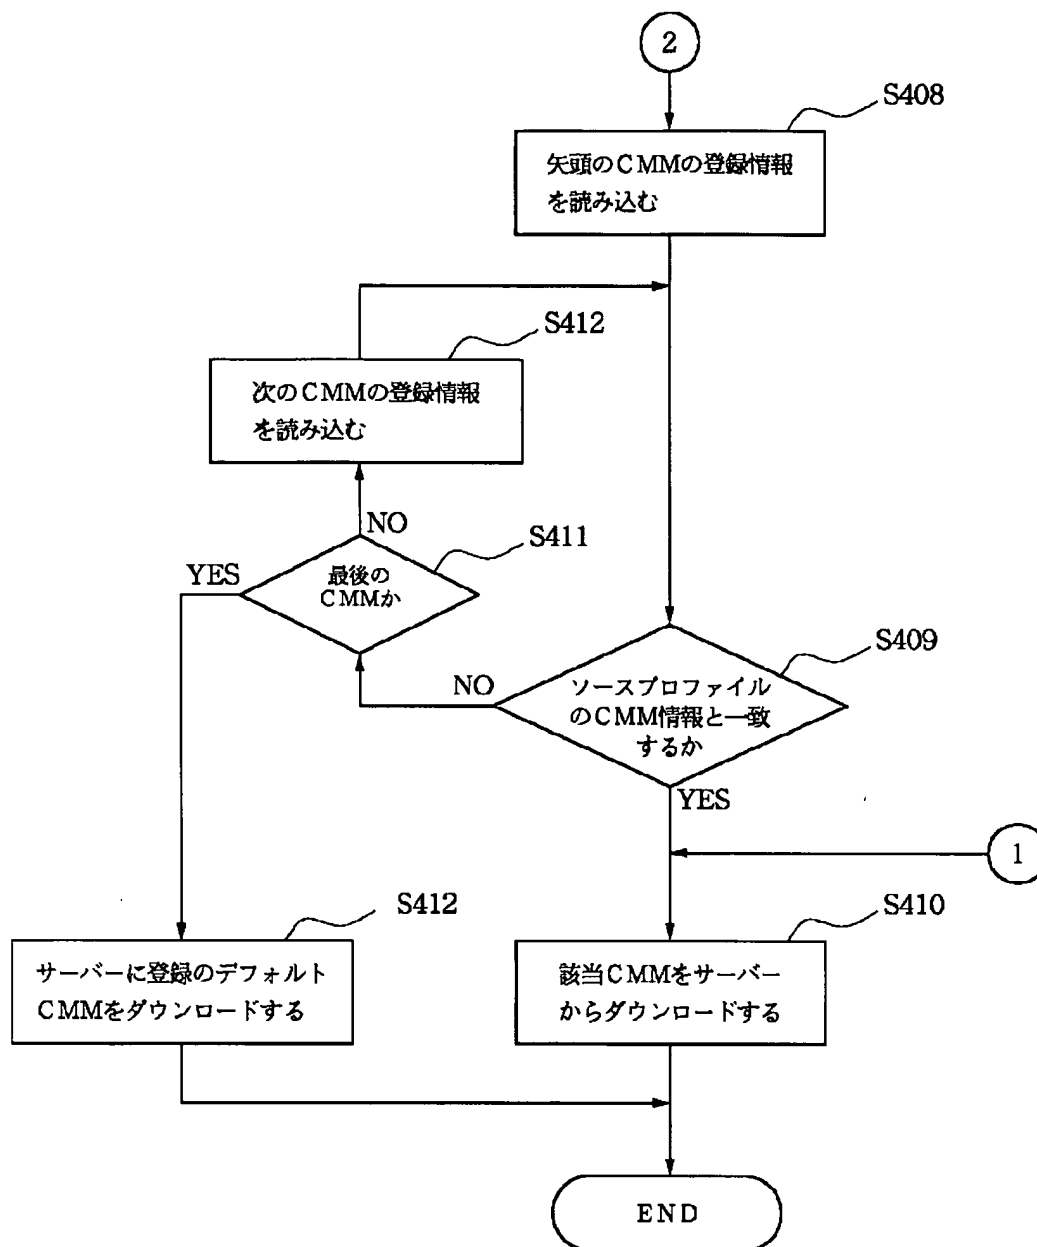 2
S408
矢頭のCMMの登録情報
を読み込む
S412
次のCMMの登録情報
を読み込む
NO
S411
YES
最後の
CMMか
S409
NO
ソースプロファイル
のCMM情報と一致
するか
YES
1
S412
S410
サーバーに登録のデフォルト
CMMをダウンロードする
該当CMMをサーバー
からダウンロードする
END